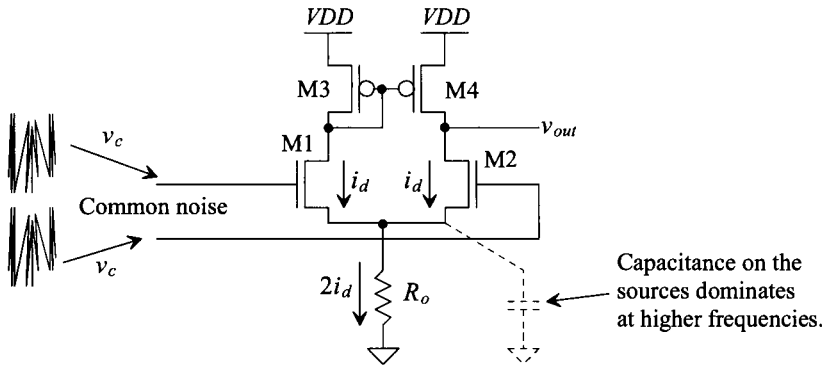 VDD VDD
M3 M4
v_c M1 v_out
M2
i_d i_d
Common noise
v_c
2i_d R_o
Capacitance on the
sources dominates
at higher frequencies.